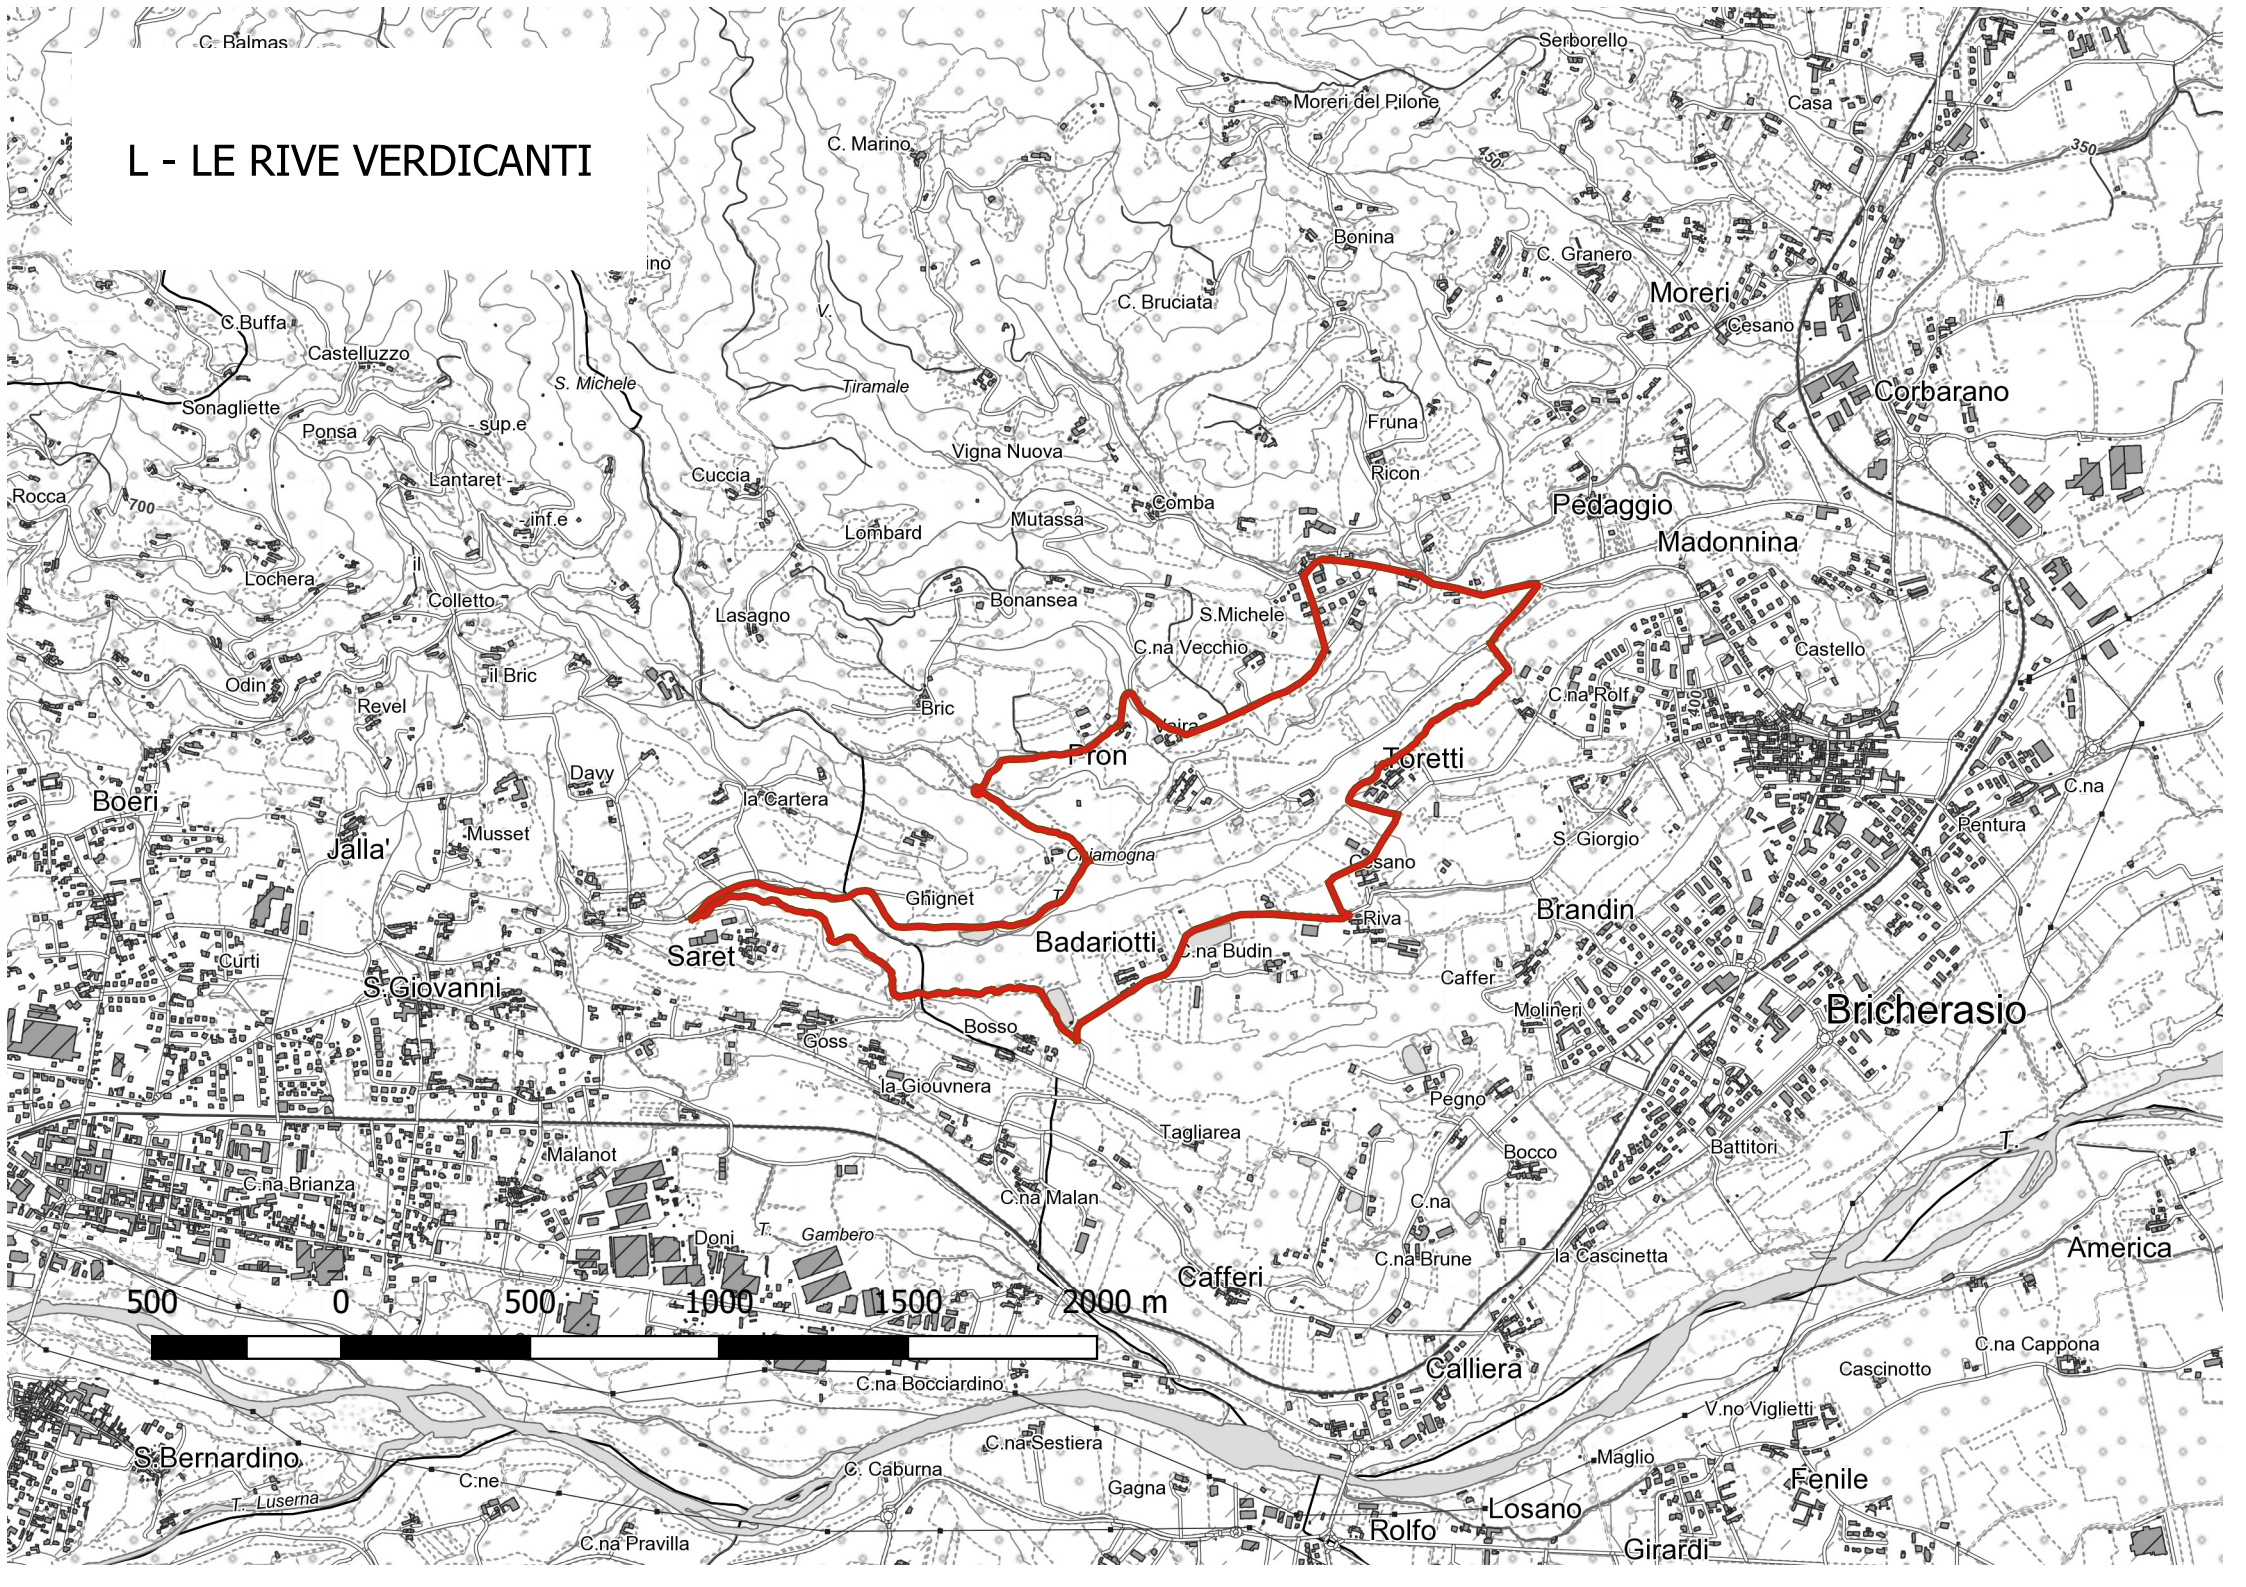 C. Balmas
Serborello
Moreri del Pilone
Casa
C. Marino
L - LE RIVE VERDICANTI
450
350
Bonina
C. Granero
ino
Moreri
C. Bruciata
V.
C.Buffa
Cesano
Castelluzzo
S. Michele
Tiramale
Corbarano
Sonagliette
Ponsa
- sup.e
Fruna
Vigna Nuova
Cuccia
Ricon
Lantaret -
Rocca
700
Comba
Pedaggio
- inf.e
Mutassa
Lombard
Madonnina
il
Lochera
Colletto
Bonansea
Lasagno
S.Michele
C.na Vecchio
Castello
il Bric
Odin
Revel
C.na Rolf
400
Bric
Vaira
Pron
Toretti
Davy
C.na
Boeri
la Cartera
Musset
Pentura
Jalla'
S. Giorgio
Chiamogna
Cesano
T.
Ghignet
Brandin
Riva
Badariotti
Saret
C.na Budin
Curti
Caffer
S.Giovanni
Molineri
Bricherasio
Bosso
Goss
la Giouvnera
Pegno
Tagliarea
T.
Battitori
Malanot
Bocco
C.na Brianza
C.na Malan
C.na
Doni
T. Gambero
America
C.na Brune
la Cascinetta
Cafferi
500 0 500 1000 1500 2000 m
C.na Cappona
Calliera
Cascinotto
C.na Bocciardino
V.no Viglietti
C.na Sestiera
S.Bernardino
Maglio
C. Caburna
C.ne
Fenile
Gagna
T. Luserna
Losano
Rolfo
C.na Pravilla
Girardi